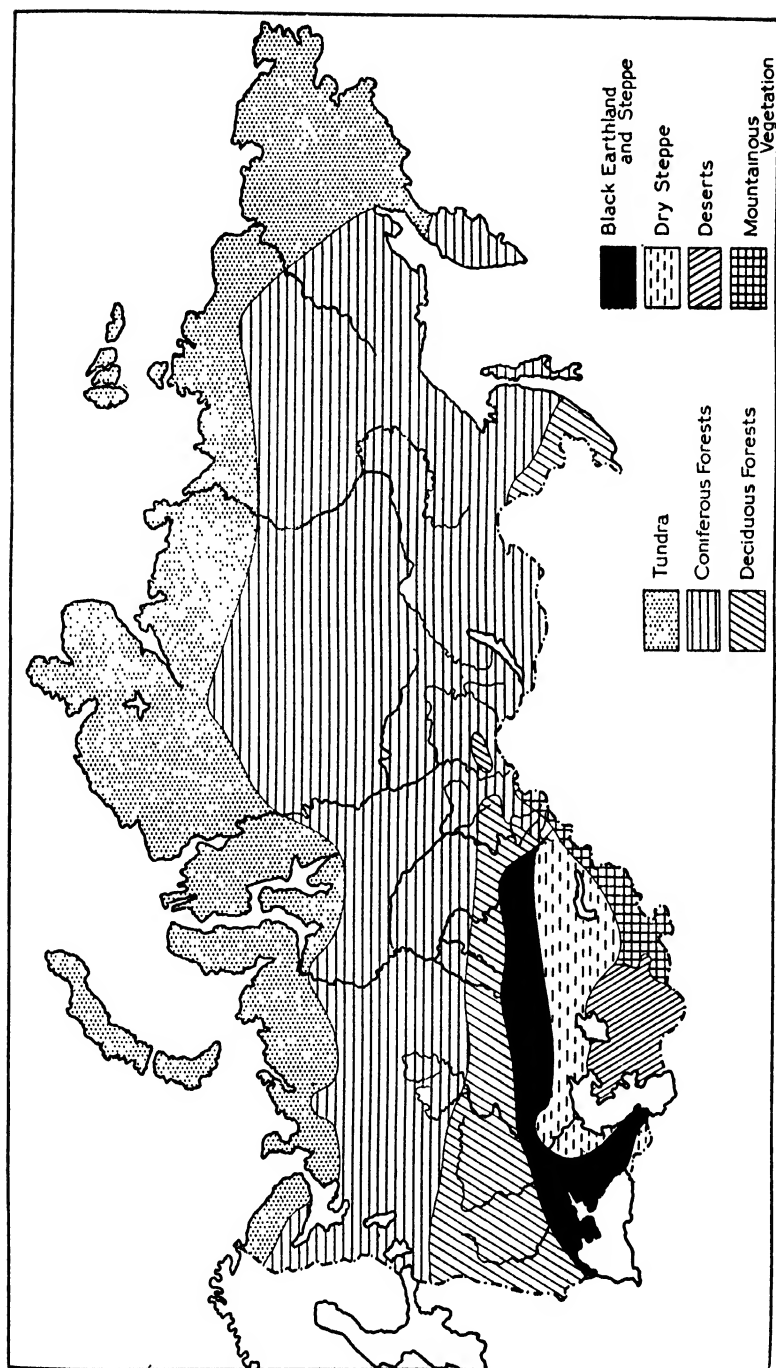 Tundra
Coniferous Forests
Deciduous Forests
Black Earthland
and Steppe
Dry Steppe
Deserts
Mountainous
Vegetation